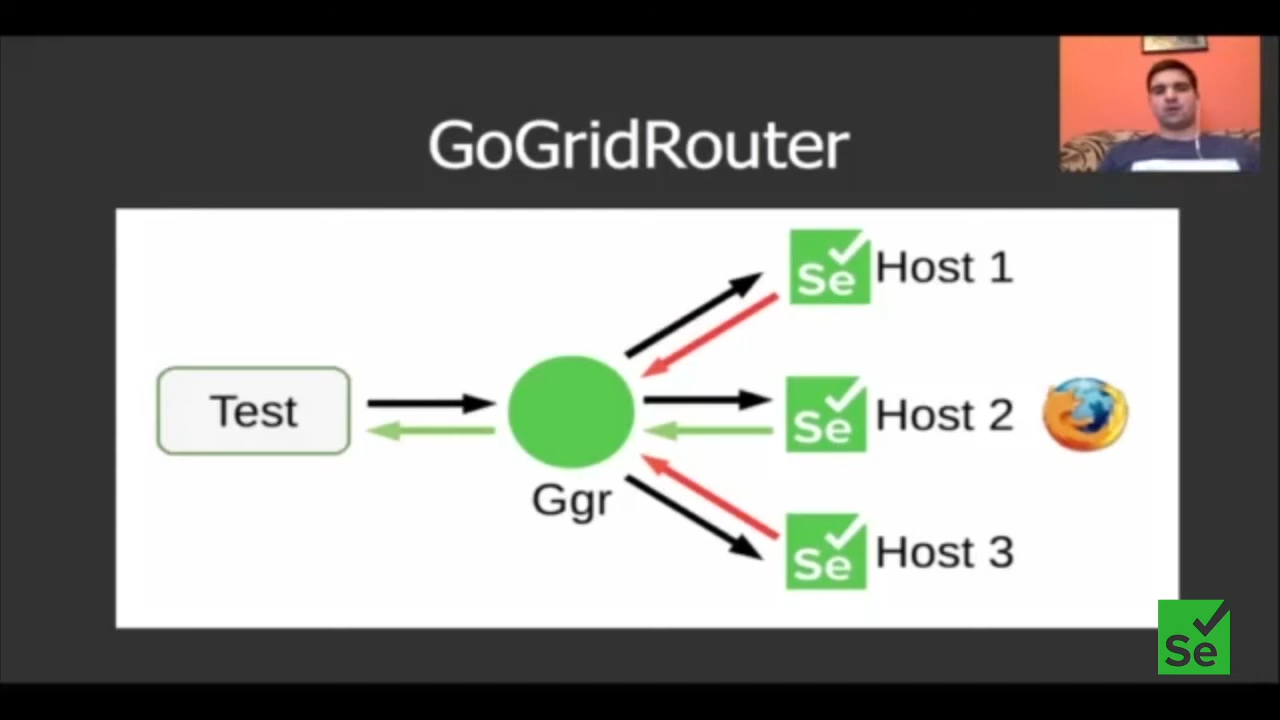 GoGridRouter
Se Host 1
Test
Se Host 2
Ggr
Se Host 3
Se